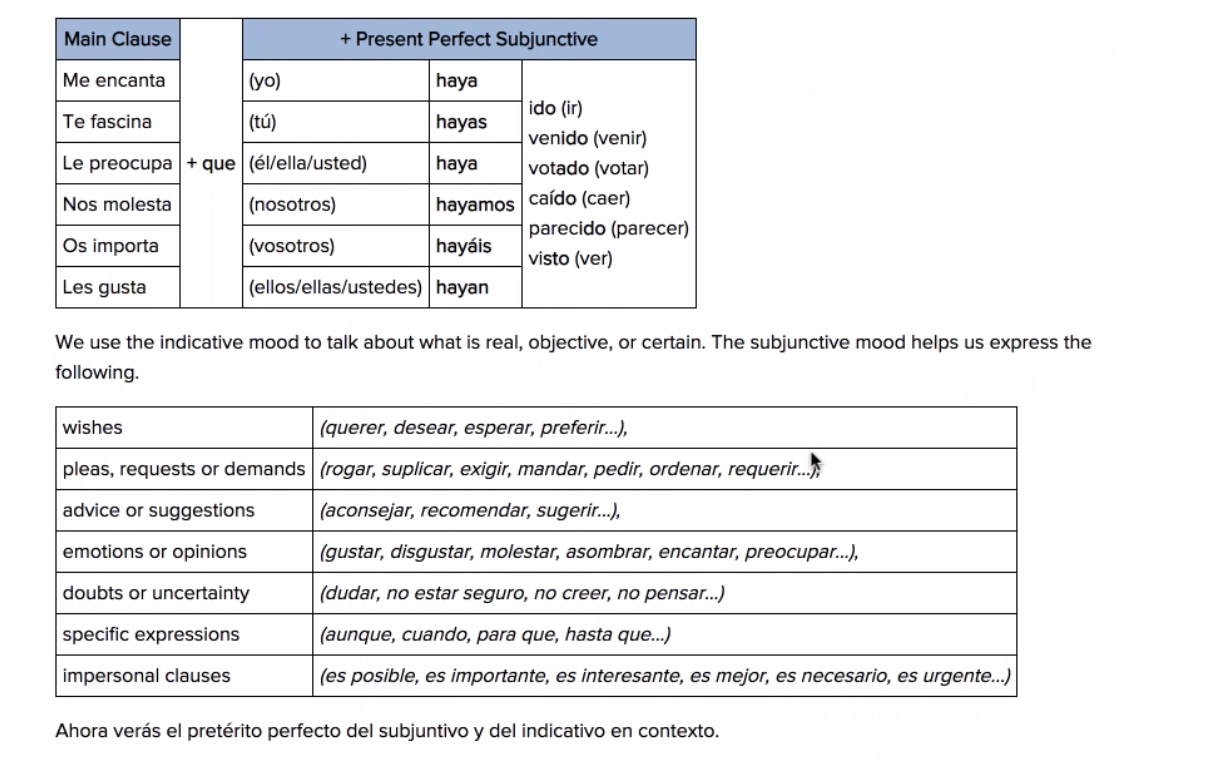 Main Clause + Present Perfect Subjunctive
Me encanta (yo) haya
ido (ir)
Te fascina (tú) hayas
venido (venir)
Le preocupa + que (él/ella/usted) haya
votado (votar)
Nos molesta (nosotros) hayamos
caído (caer)
parecido (parecer)
Os importa (vosotros) hayáis
visto (ver)
Les gusta (ellos/ellas/ustedes) hayan
We use the indicative mood to talk about what is real, objective, or certain. The subjunctive mood helps us express the
following.
wishes (querer, desear, esperar, preferir...),
pleas, requests or demands (rogar, suplicar, exigir, mandar, pedir, ordenar, requerir...),
advice or suggestions (aconsejar, recomendar, sugerir...),
emotions or opinions (gustar, disgustar, molestar, asombrar, encantar, preocupar...),
doubts or uncertainty (dudar, no estar seguro, no creer, no pensar...)
specific expressions (aunque, cuando, para que, hasta que...)
impersonal clauses (es posible, es importante, es interesante, es mejor, es necesario, es urgente...)
Ahora verás el pretérito perfecto del subjuntivo y del indicativo en contexto.